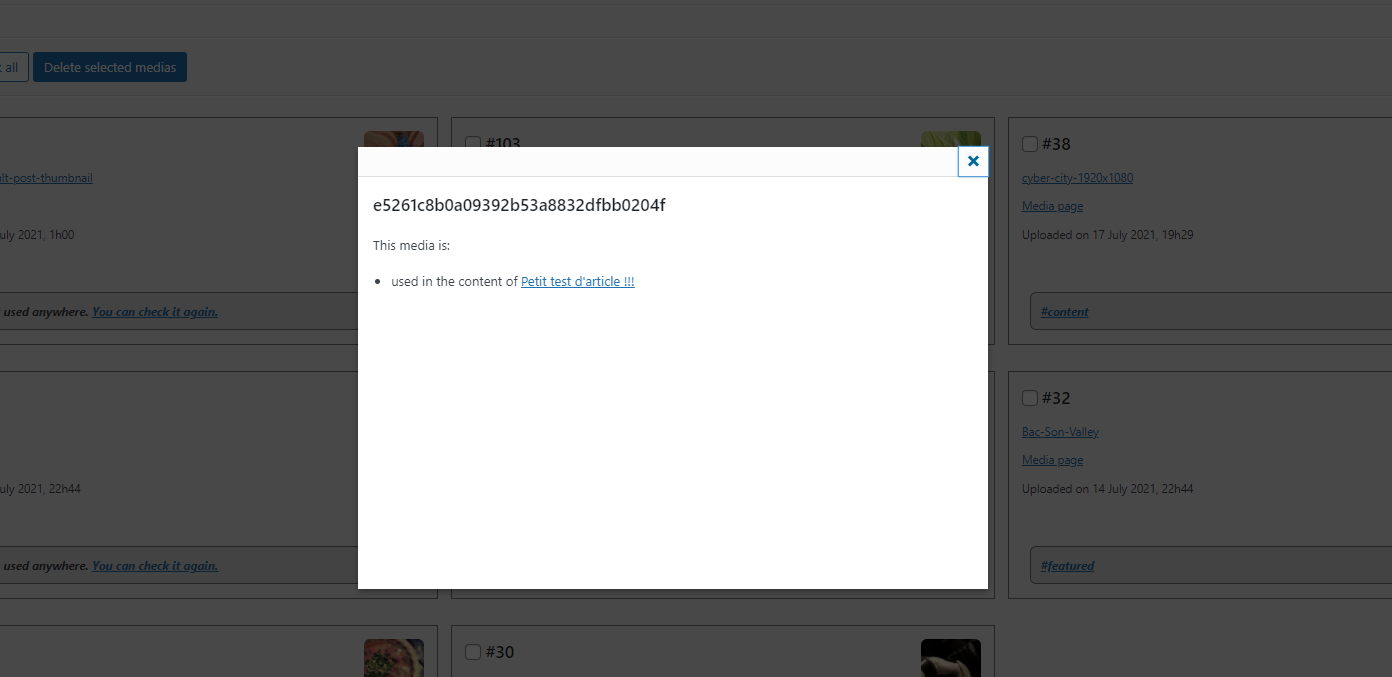 all
Delete selected medias
#103
#38
lt-post-thumbnail
cyber-city-1920x1080
Media page
uly 2021, 1h00
Uploaded on 17 July 2021, 19h29
used anywhere. You can check it again.
#content
e5261c8b0a09392b53a8832dfbb0204f
This media is:
• used in the content of Petit test d'article !!!
#32
Bac-Son-Valley
Media page
uly 2021, 22h44
Uploaded on 14 July 2021, 22h44
used anywhere. You can check it again.
#featured
#30